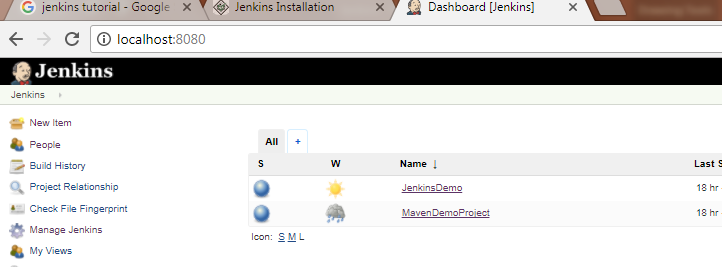 jenkins tutorial - Google
Jenkins Installation
Dashboard [Jenkins]
localhost:8080
Jenkins
Jenkins
New Item
People
Build History
Project Relationship
Check File Fingerprint
Manage Jenkins
My Views
All +
S W Name ↓ Last S
JenkinsDemo 18 hr
MavenDemoProject 18 hr
Icon: S M L